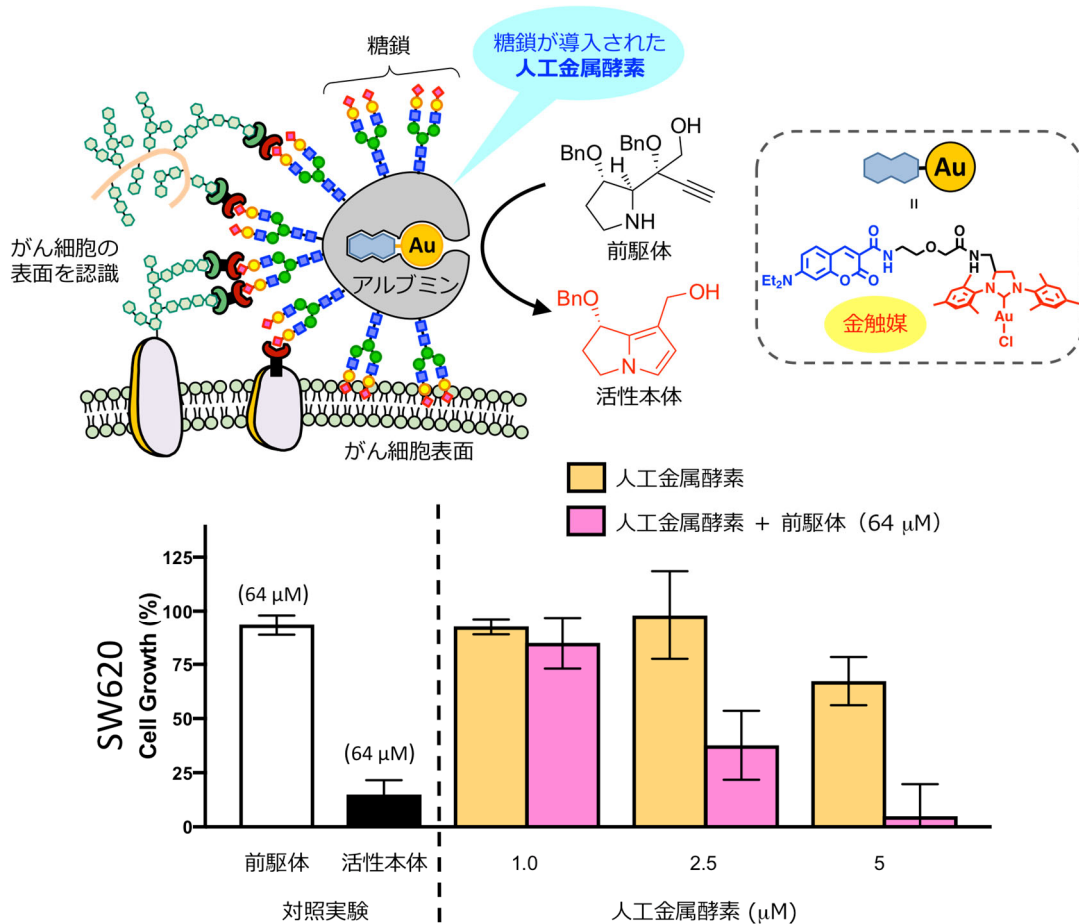 糖鎖
糖鎖が導入された
人工金属酵素
がん細胞の
表面を認識
Au
アルブミン
がん細胞表面
BnO
BnO
OH
H
NH
前駆体
BnO
OH
N
活性本体
Au
=
Et₂N
O
O
O
N
H
O
O
N
H
N
N
Au
Cl
金触媒
人工金属酵素
人工金属酵素 + 前駆体（64 μM）
SW620
Cell Growth (%)
125
100
75
50
25
0
(64 μM)
(64 μM)
前駆体
活性本体
1.0
2.5
5
対照実験
人工金属酵素 (μM)